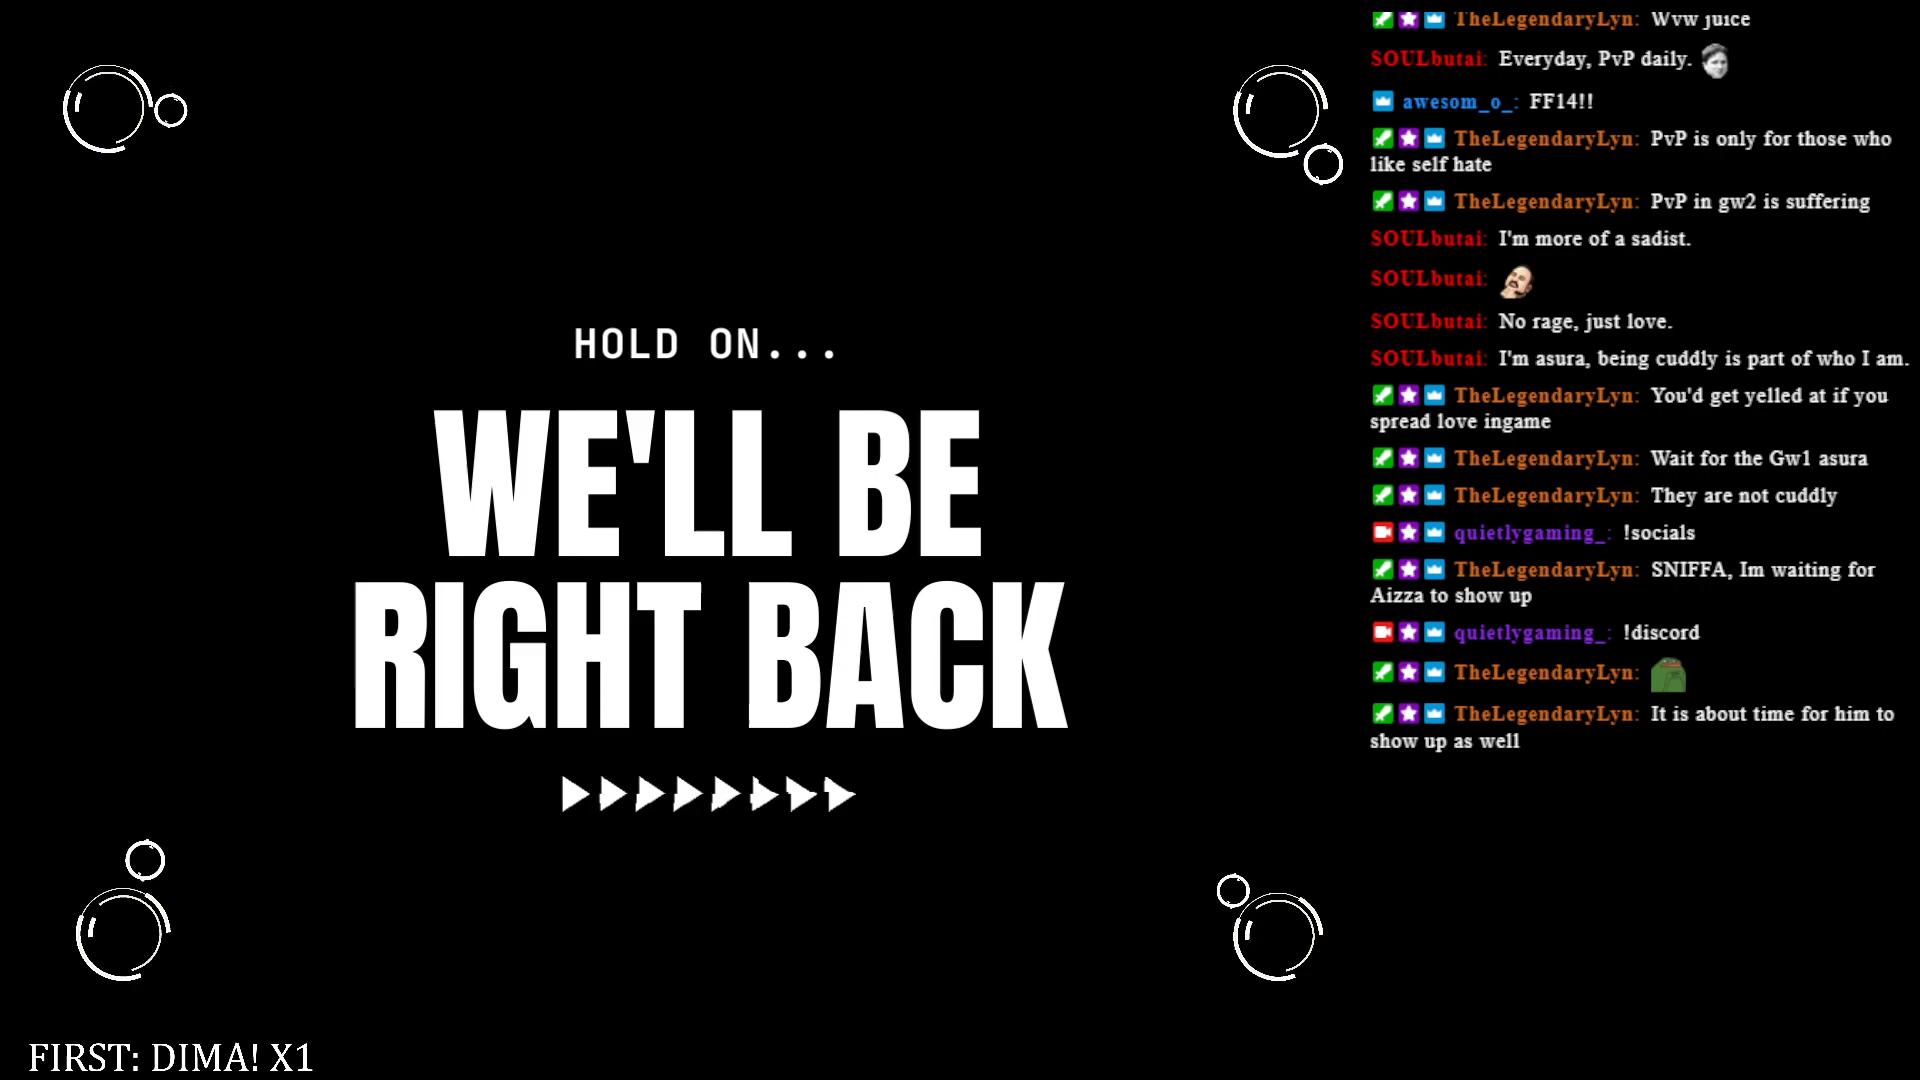 HOLD ON...
WE'LL BE
RIGHT BACK
FIRST: DIMA! X1
TheLegendaryLyn: Wvw juice
SOULbutai: Everyday, PvP daily.
awesom_o_: FF14!!
TheLegendaryLyn: PvP is only for those who
like self hate
TheLegendaryLyn: PvP in gw2 is suffering
SOULbutai: I'm more of a sadist.
SOULbutai:
SOULbutai: No rage, just love.
SOULbutai: I'm asura, being cuddly is part of who I am.
TheLegendaryLyn: You'd get yelled at if you
spread love ingame
TheLegendaryLyn: Wait for the Gw1 asura
TheLegendaryLyn: They are not cuddly
quietlygaming_: !socials
TheLegendaryLyn: SNIFFA, Im waiting for
Aizza to show up
quietlygaming_: !discord
TheLegendaryLyn:
TheLegendaryLyn: It is about time for him to
show up as well